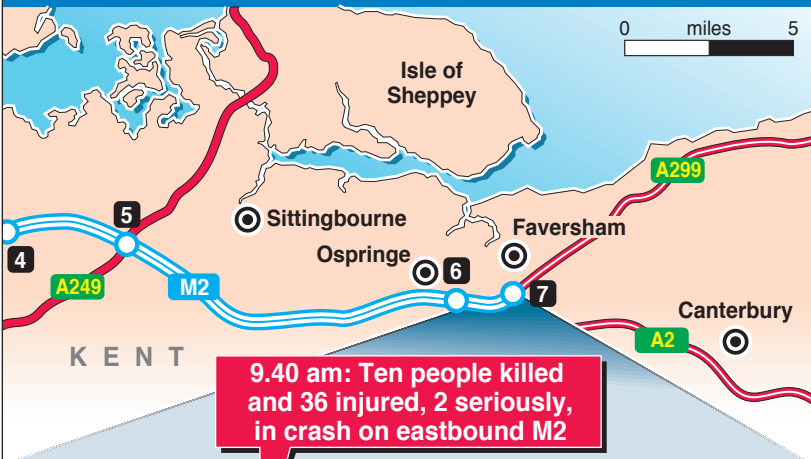 0 miles 5
Isle of
Sheppey
A299
5
Sittingbourne
Faversham
4
Ospringe
6
A249
M2
7
Canterbury
A2
KENT
9.40 am: Ten people killed
and 36 injured, 2 seriously,
in crash on eastbound M2